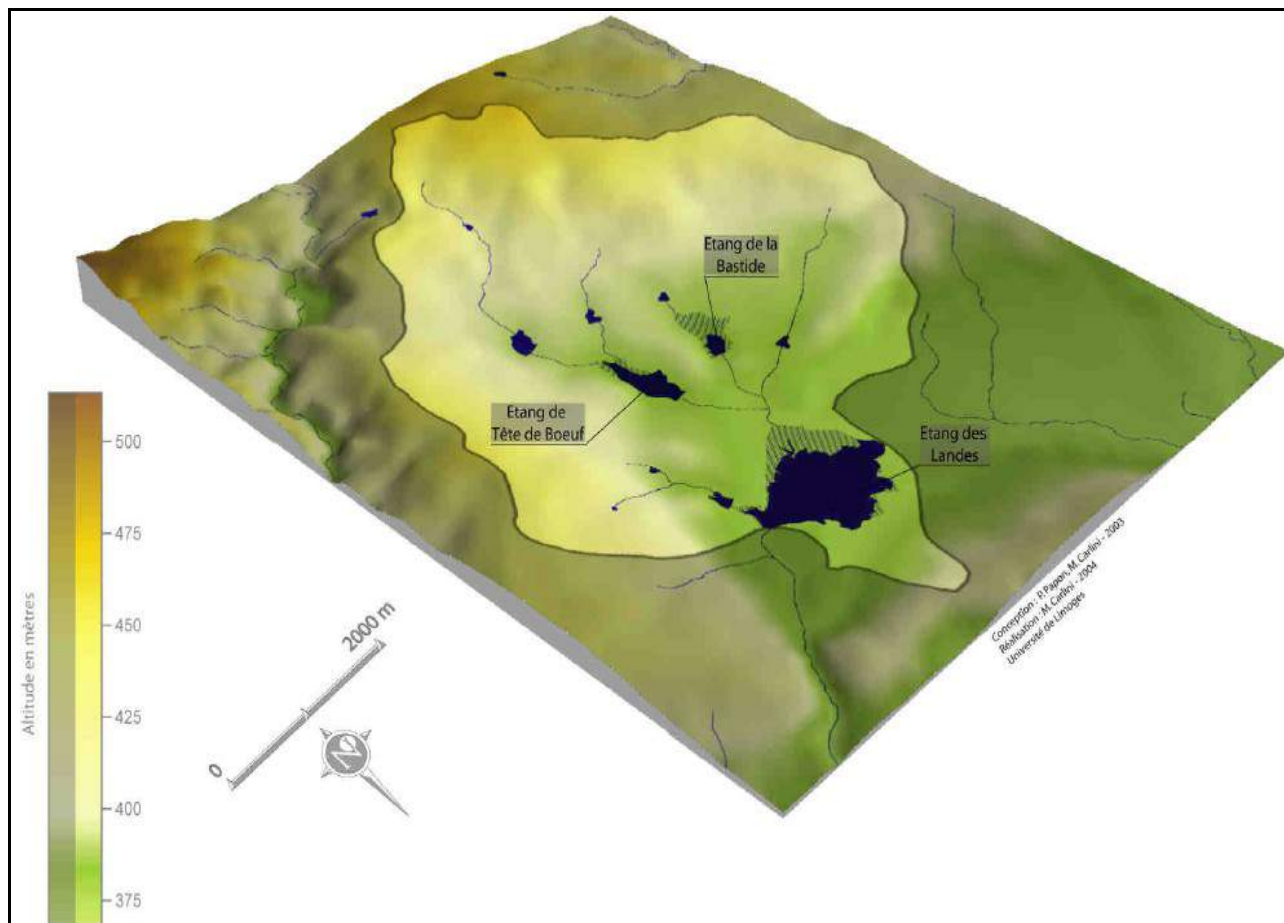 Etang de la
Bastide
Etang de
Tête de Boeuf
Etang des
Landes
Altitude en mètres
500
475
450
425
400
375
0
2000 m
N
Conception : P. Papon, M. Carlini - 2003
Réalisation : M. Carlini - 2004
Université de Limoges